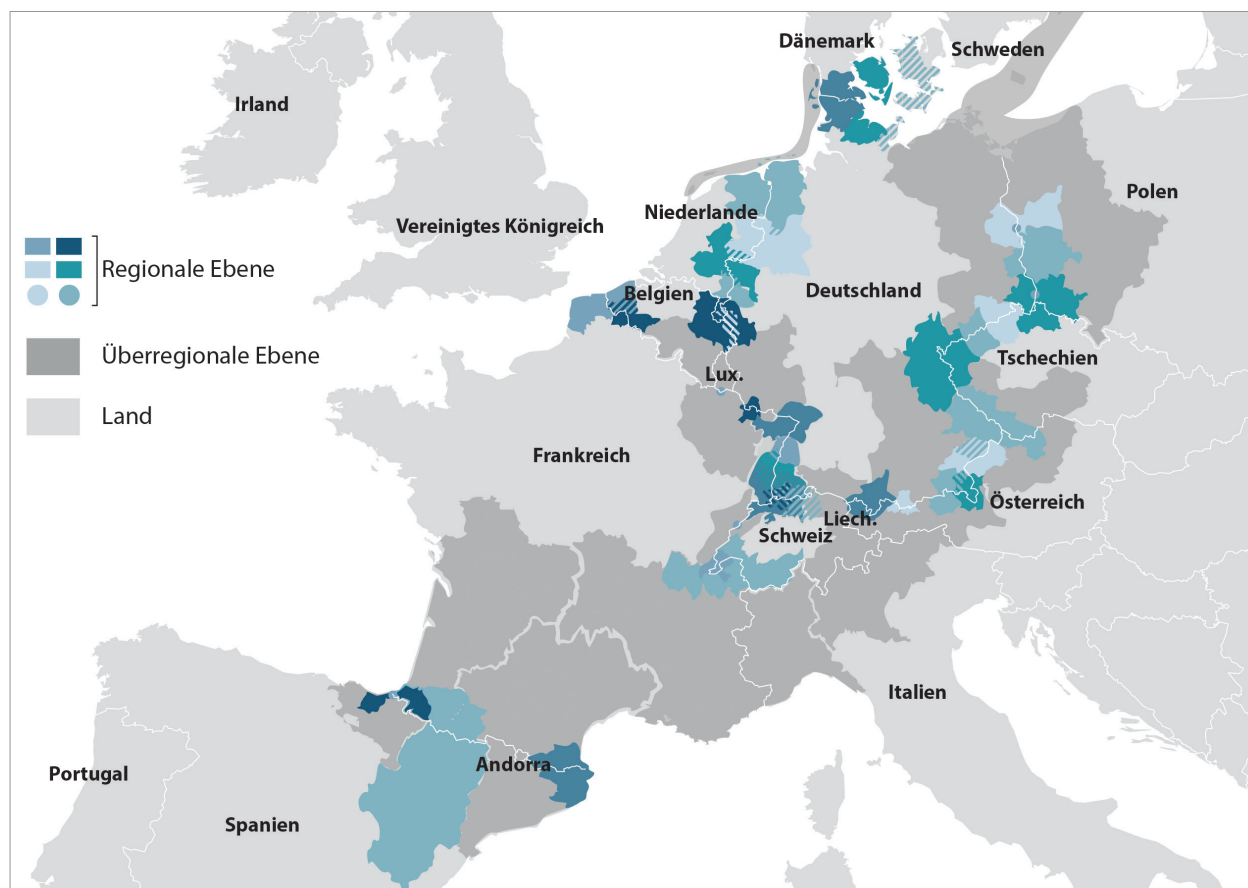 Dänemark
Schweden
Irland
Polen
Niederlande
Vereinigtes Königreich
Regionale Ebene
Belgien
Deutschland
Überregionale Ebene
Tschechien
Lux.
Land
Frankreich
Österreich
Liech.
Schweiz
Italien
Andorra
Portugal
Spanien